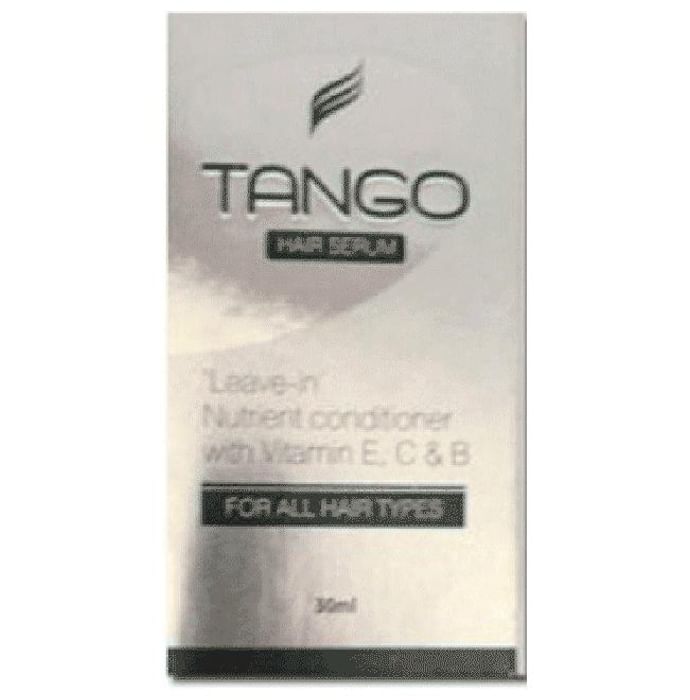 TANGO
HAIR SERUM
"Leave-in
Nutrient conditioner
with Vitamin E, C & B
FOR ALL HAIR TYPES
30ml